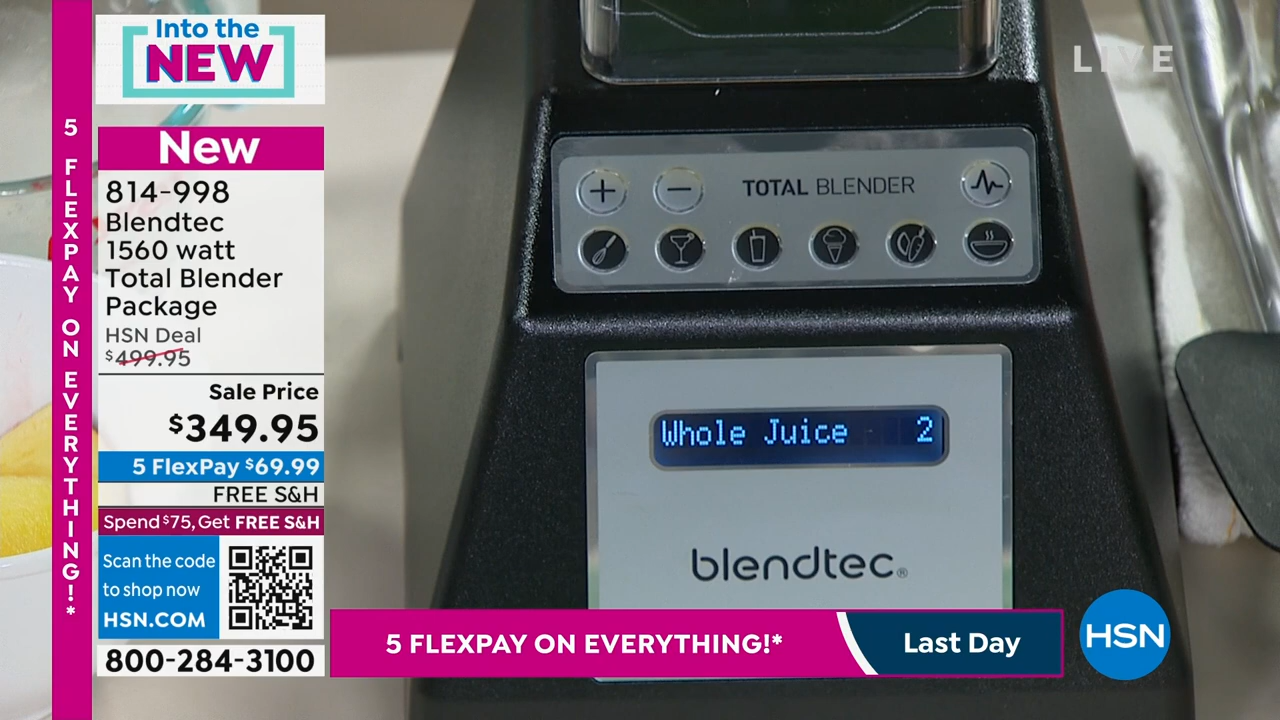 Into the
NEW
5 FLEXPAY ON EVERYTHING!*
New
814-998
Blendtec
1560 watt
Total Blender
Package
HSN Deal
$499.95
Sale Price
$349.95
5 FlexPay $69.99
FREE S&H
Spend $75, Get FREE S&H
Scan the code
to shop now
HSN.COM
800-284-3100
LIVE
+ − TOTAL BLENDER
Whole Juice 2
blendtec®
5 FLEXPAY ON EVERYTHING!* Last Day
HSN